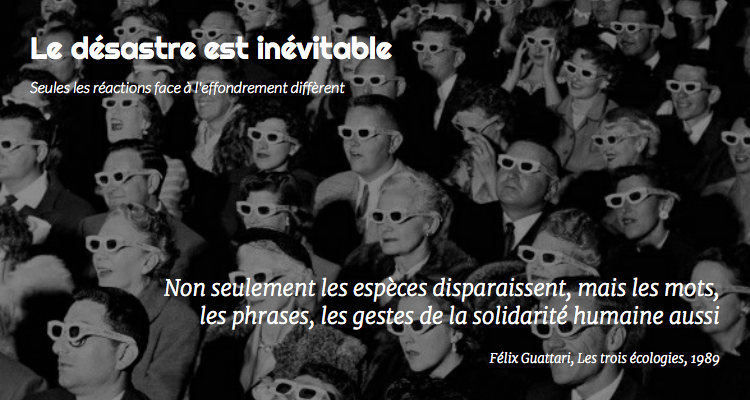 Le désastre est inévitable
Seules les réactions face à l'effondrement diffèrent
Non seulement les espèces disparaissent, mais les mots,
les phrases, les gestes de la solidarité humaine aussi
Félix Guattari, Les trois écologies, 1989